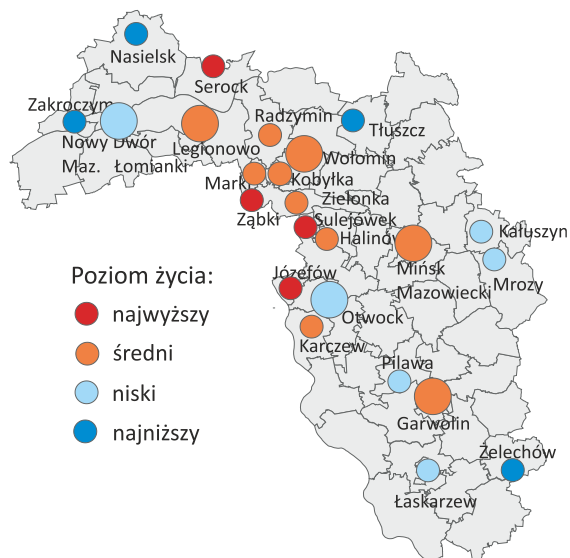 Nasielsk
Serock
Zakroczym
Radzymin
Tłuszcz
Nowy Dwór
Maz.
Łomianki
Legionowo
Wołomin
Marki
Kobyłka
Zielonka
Ząbki
Sulejówek
Halinów
Kałuszyn
Mińsk
Mazowiecki
Mrozy
Józefów
Otwock
Karczew
Pilawa
Garwolin
Żelechów
Łaskarzew
Poziom życia:
najwyższy
średni
niski
najniższy